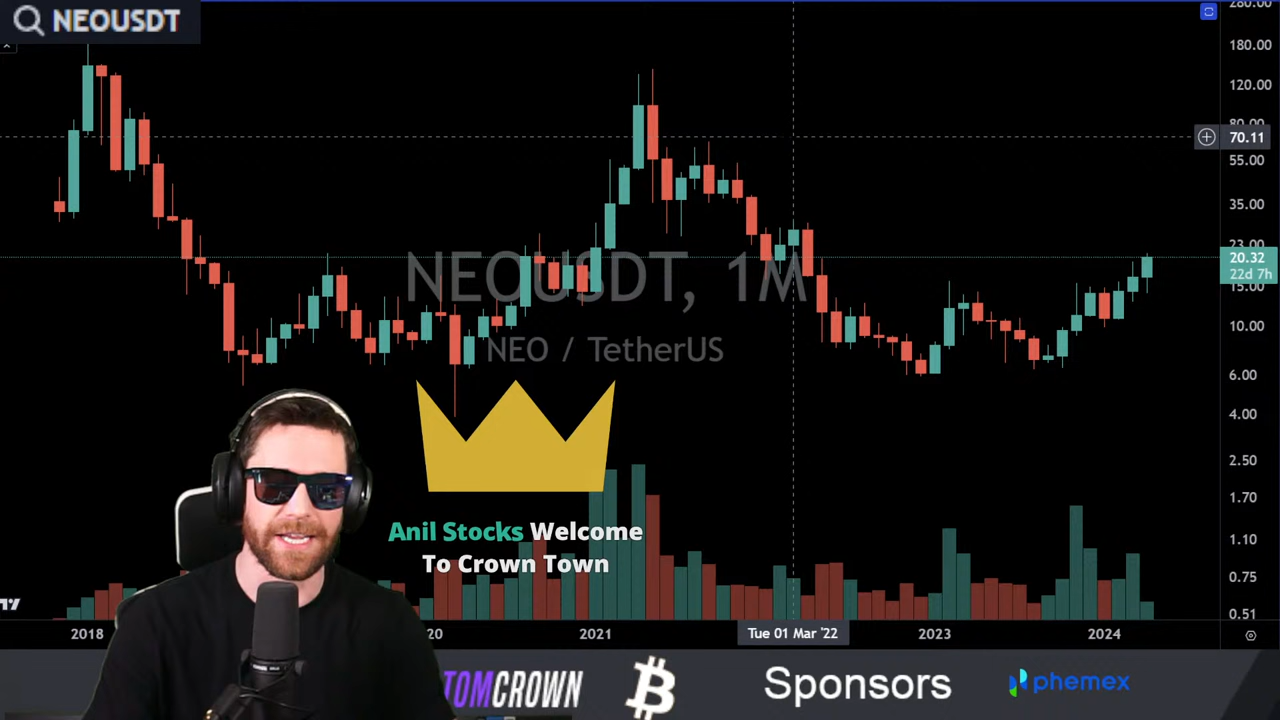 NEOUSDT
280.00
180.00
120.00
80.00
70.11
55.00
35.00
23.00
20.32
22d 7h
15.00
10.00
6.00
4.00
2.50
1.70
1.10
0.75
0.51
NEOUSDT, 1M
NEO / TetherUS
Anil Stocks Welcome
To Crown Town
2018
20
2021
Tue 01 Mar '22
2023
2024
TOMCROWN
Sponsors
phemex